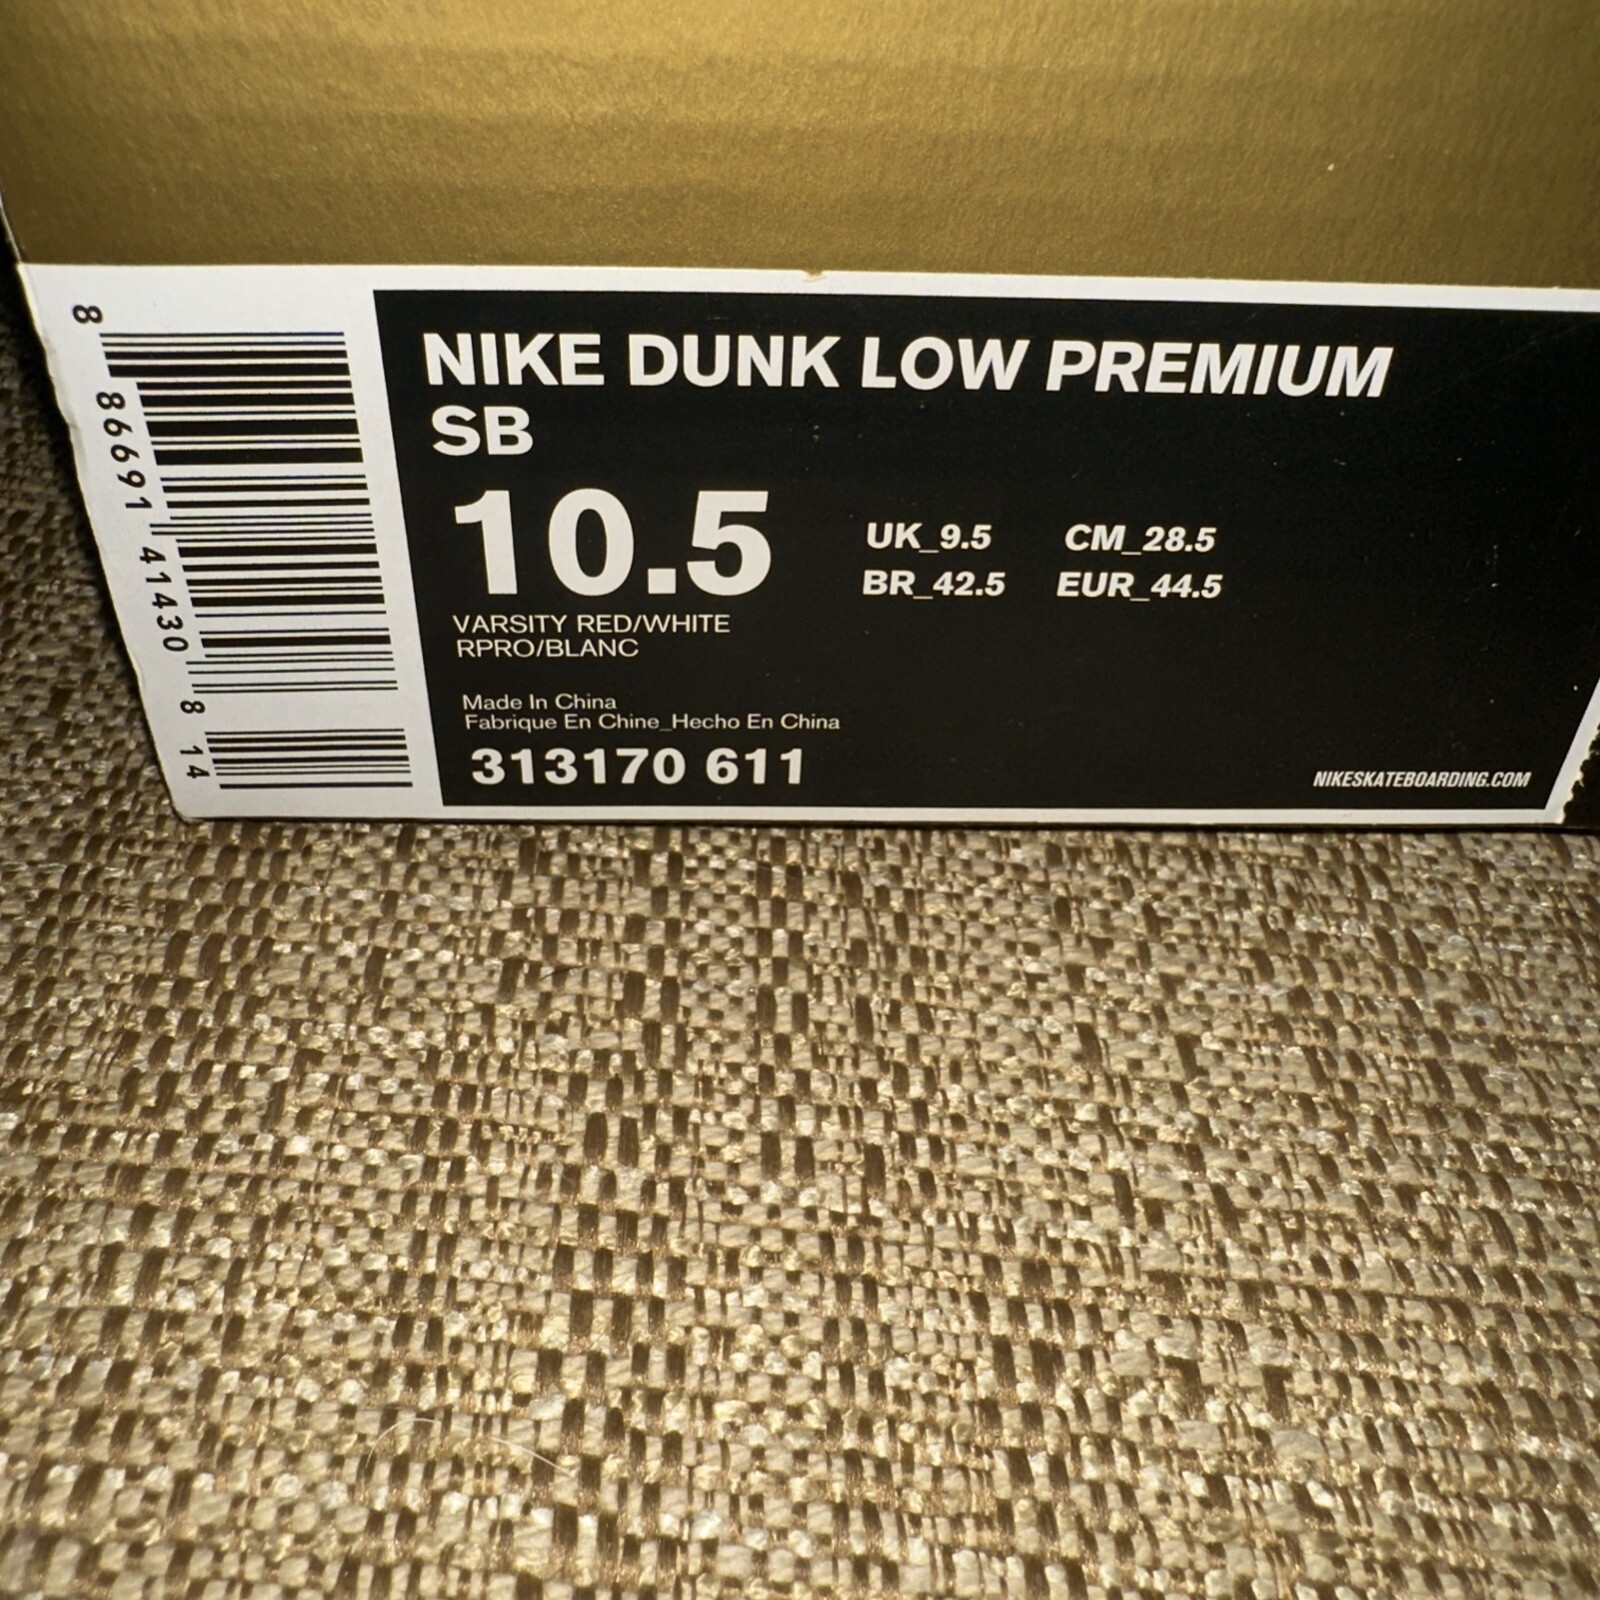 8 86691 41430 8 14
NIKE DUNK LOW PREMIUM
SB
10.5
UK_9.5 CM_28.5
BR_42.5 EUR_44.5
VARSITY RED/WHITE
RPRO/BLANC
Made In China
Fabrique En Chine_Hecho En China
313170 611
NIKESKATEBOARDING.COM